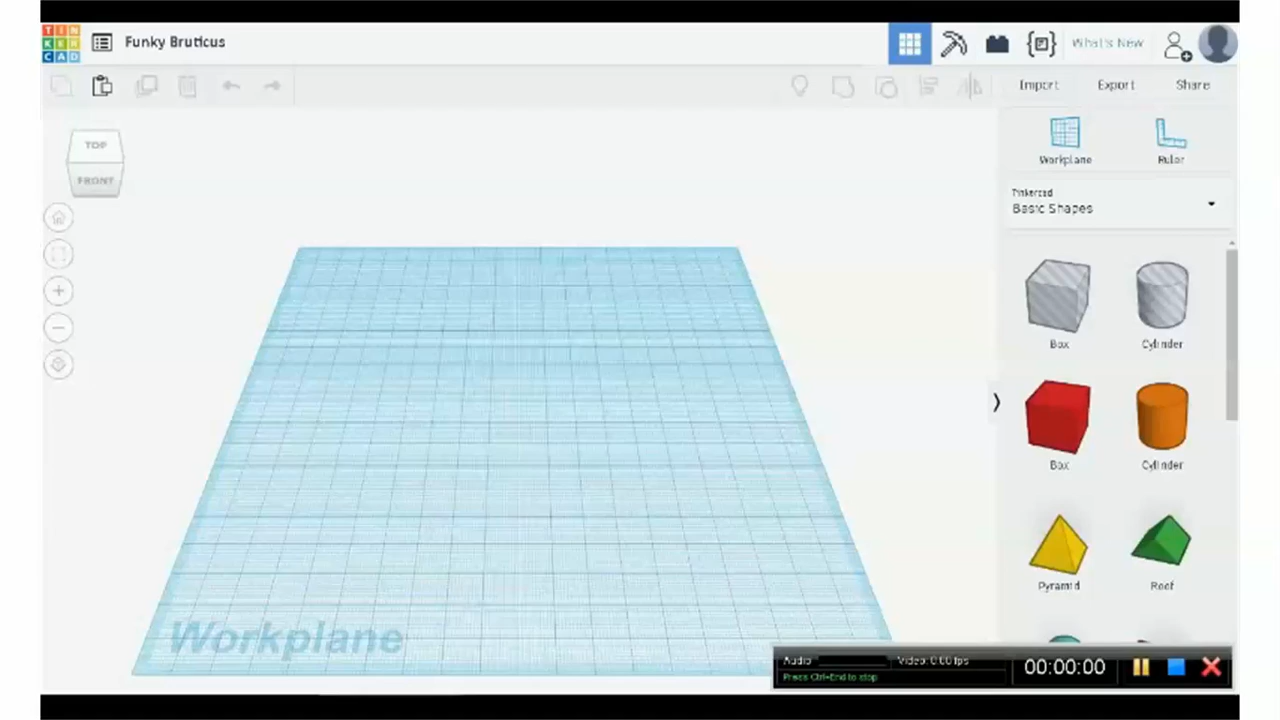 TIN
KER
CAD
Funky Bruticus
What's New
Import
Export
Share
TOP
FRONT
Workplane
Ruler
Tinkercad
Basic Shapes
Box
Cylinder
Box
Cylinder
Pyramid
Roof
Workplane
Audio
Video: 0.00 fps
Press Ctrl+End to stop
00:00:00